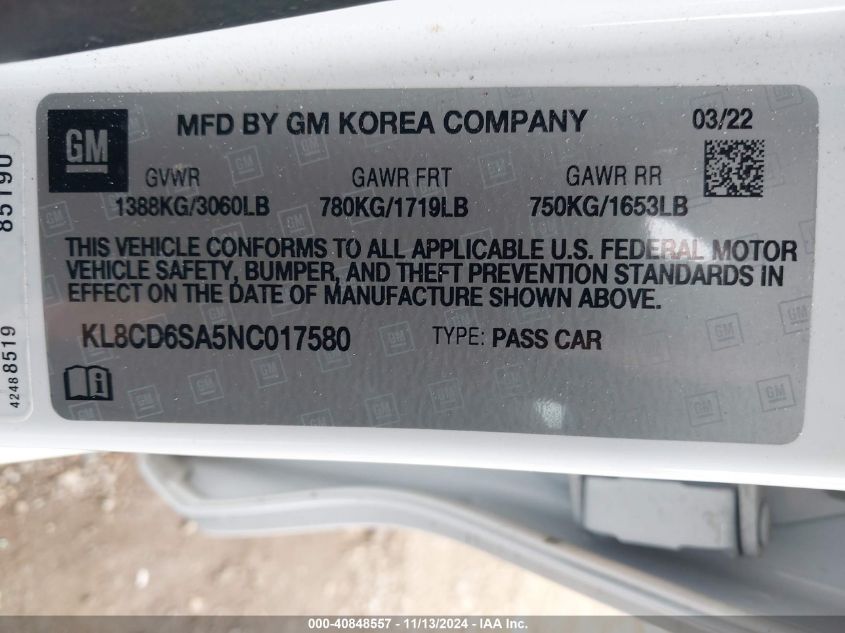 GM
MFD BY GM KOREA COMPANY
03/22
GVWR
GAWR FRT
GAWR RR
1388KG/3060LB
780KG/1719LB
750KG/1653LB
THIS VEHICLE CONFORMS TO ALL APPLICABLE U.S. FEDERAL MOTOR
VEHICLE SAFETY, BUMPER, AND THEFT PREVENTION STANDARDS IN
EFFECT ON THE DATE OF MANUFACTURE SHOWN ABOVE.
KL8CD6SA5NC017580
TYPE: PASS CAR
42488519
85190
000-40848557 - 11/13/2024 - IAA Inc.